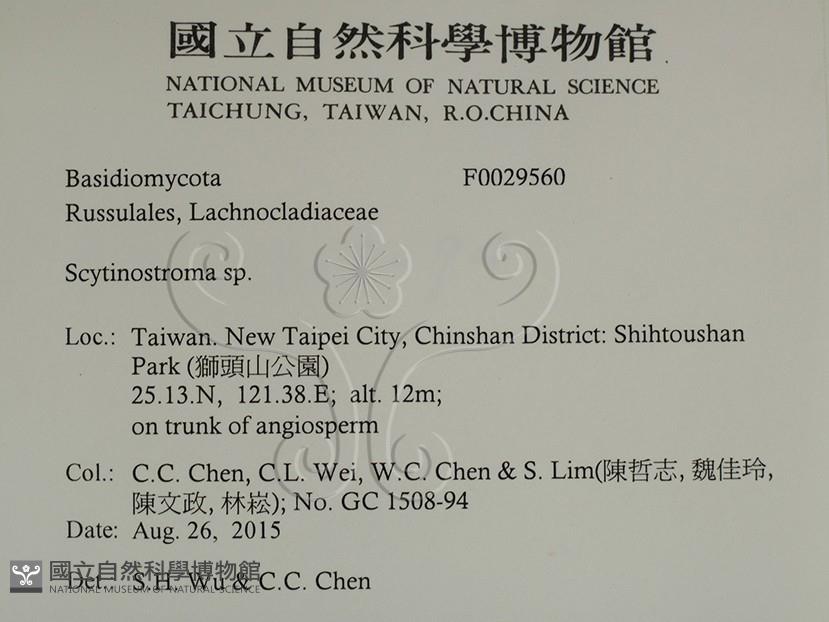 國立自然科學博物館
NATIONAL MUSEUM OF NATURAL SCIENCE
TAICHUNG, TAIWAN, R.O.CHINA
Basidiomycota F0029560
Russulales, Lachnocladiaceae
Scytinostroma sp.
Loc.: Taiwan. New Taipei City, Chinshan District: Shihtoushan
Park (獅頭山公園)
25.13.N, 121.38.E; alt. 12m;
on trunk of angiosperm
Col.: C.C. Chen, C.L. Wei, W.C. Chen & S. Lim(陳哲志, 魏佳玲,
陳文政, 林崧); No. GC 1508-94
Date: Aug. 26, 2015
Det.: S.H. Wu & C.C. Chen
國立自然科學博物館
NATIONAL MUSEUM OF NATURAL SCIENCE